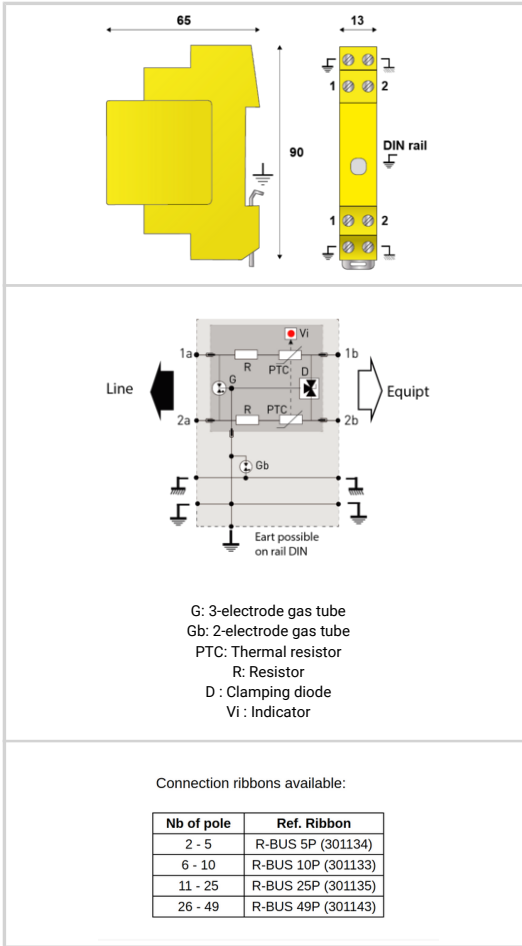 65
13
90
1
2
DIN rail
1
2
Vi
1a
1b
R
PTC
D
G
Line
Equipt
R
PTC
2a
2b
Gb
Eart possible
on rail DIN
G: 3-electrode gas tube
Gb: 2-electrode gas tube
PTC: Thermal resistor
R: Resistor
D : Clamping diode
Vi : Indicator
Connection ribbons available:
Nb of pole Ref. Ribbon
2 - 5 R-BUS 5P (301134)
6 - 10 R-BUS 10P (301133)
11 - 25 R-BUS 25P (301135)
26 - 49 R-BUS 49P (301143)